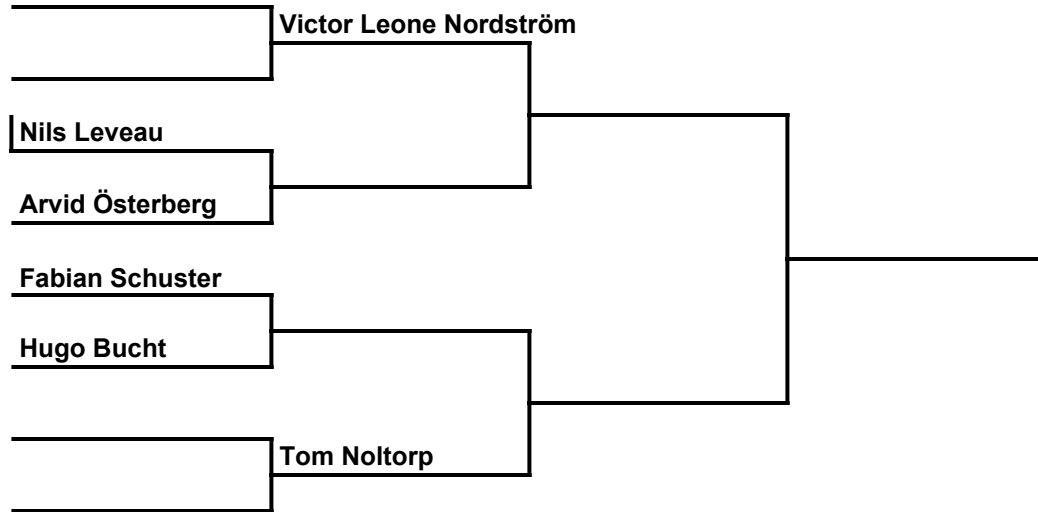 Victor Leone Nordström
Nils Leveau
Arvid Österberg
Fabian Schuster
Hugo Bucht
Tom Noltorp